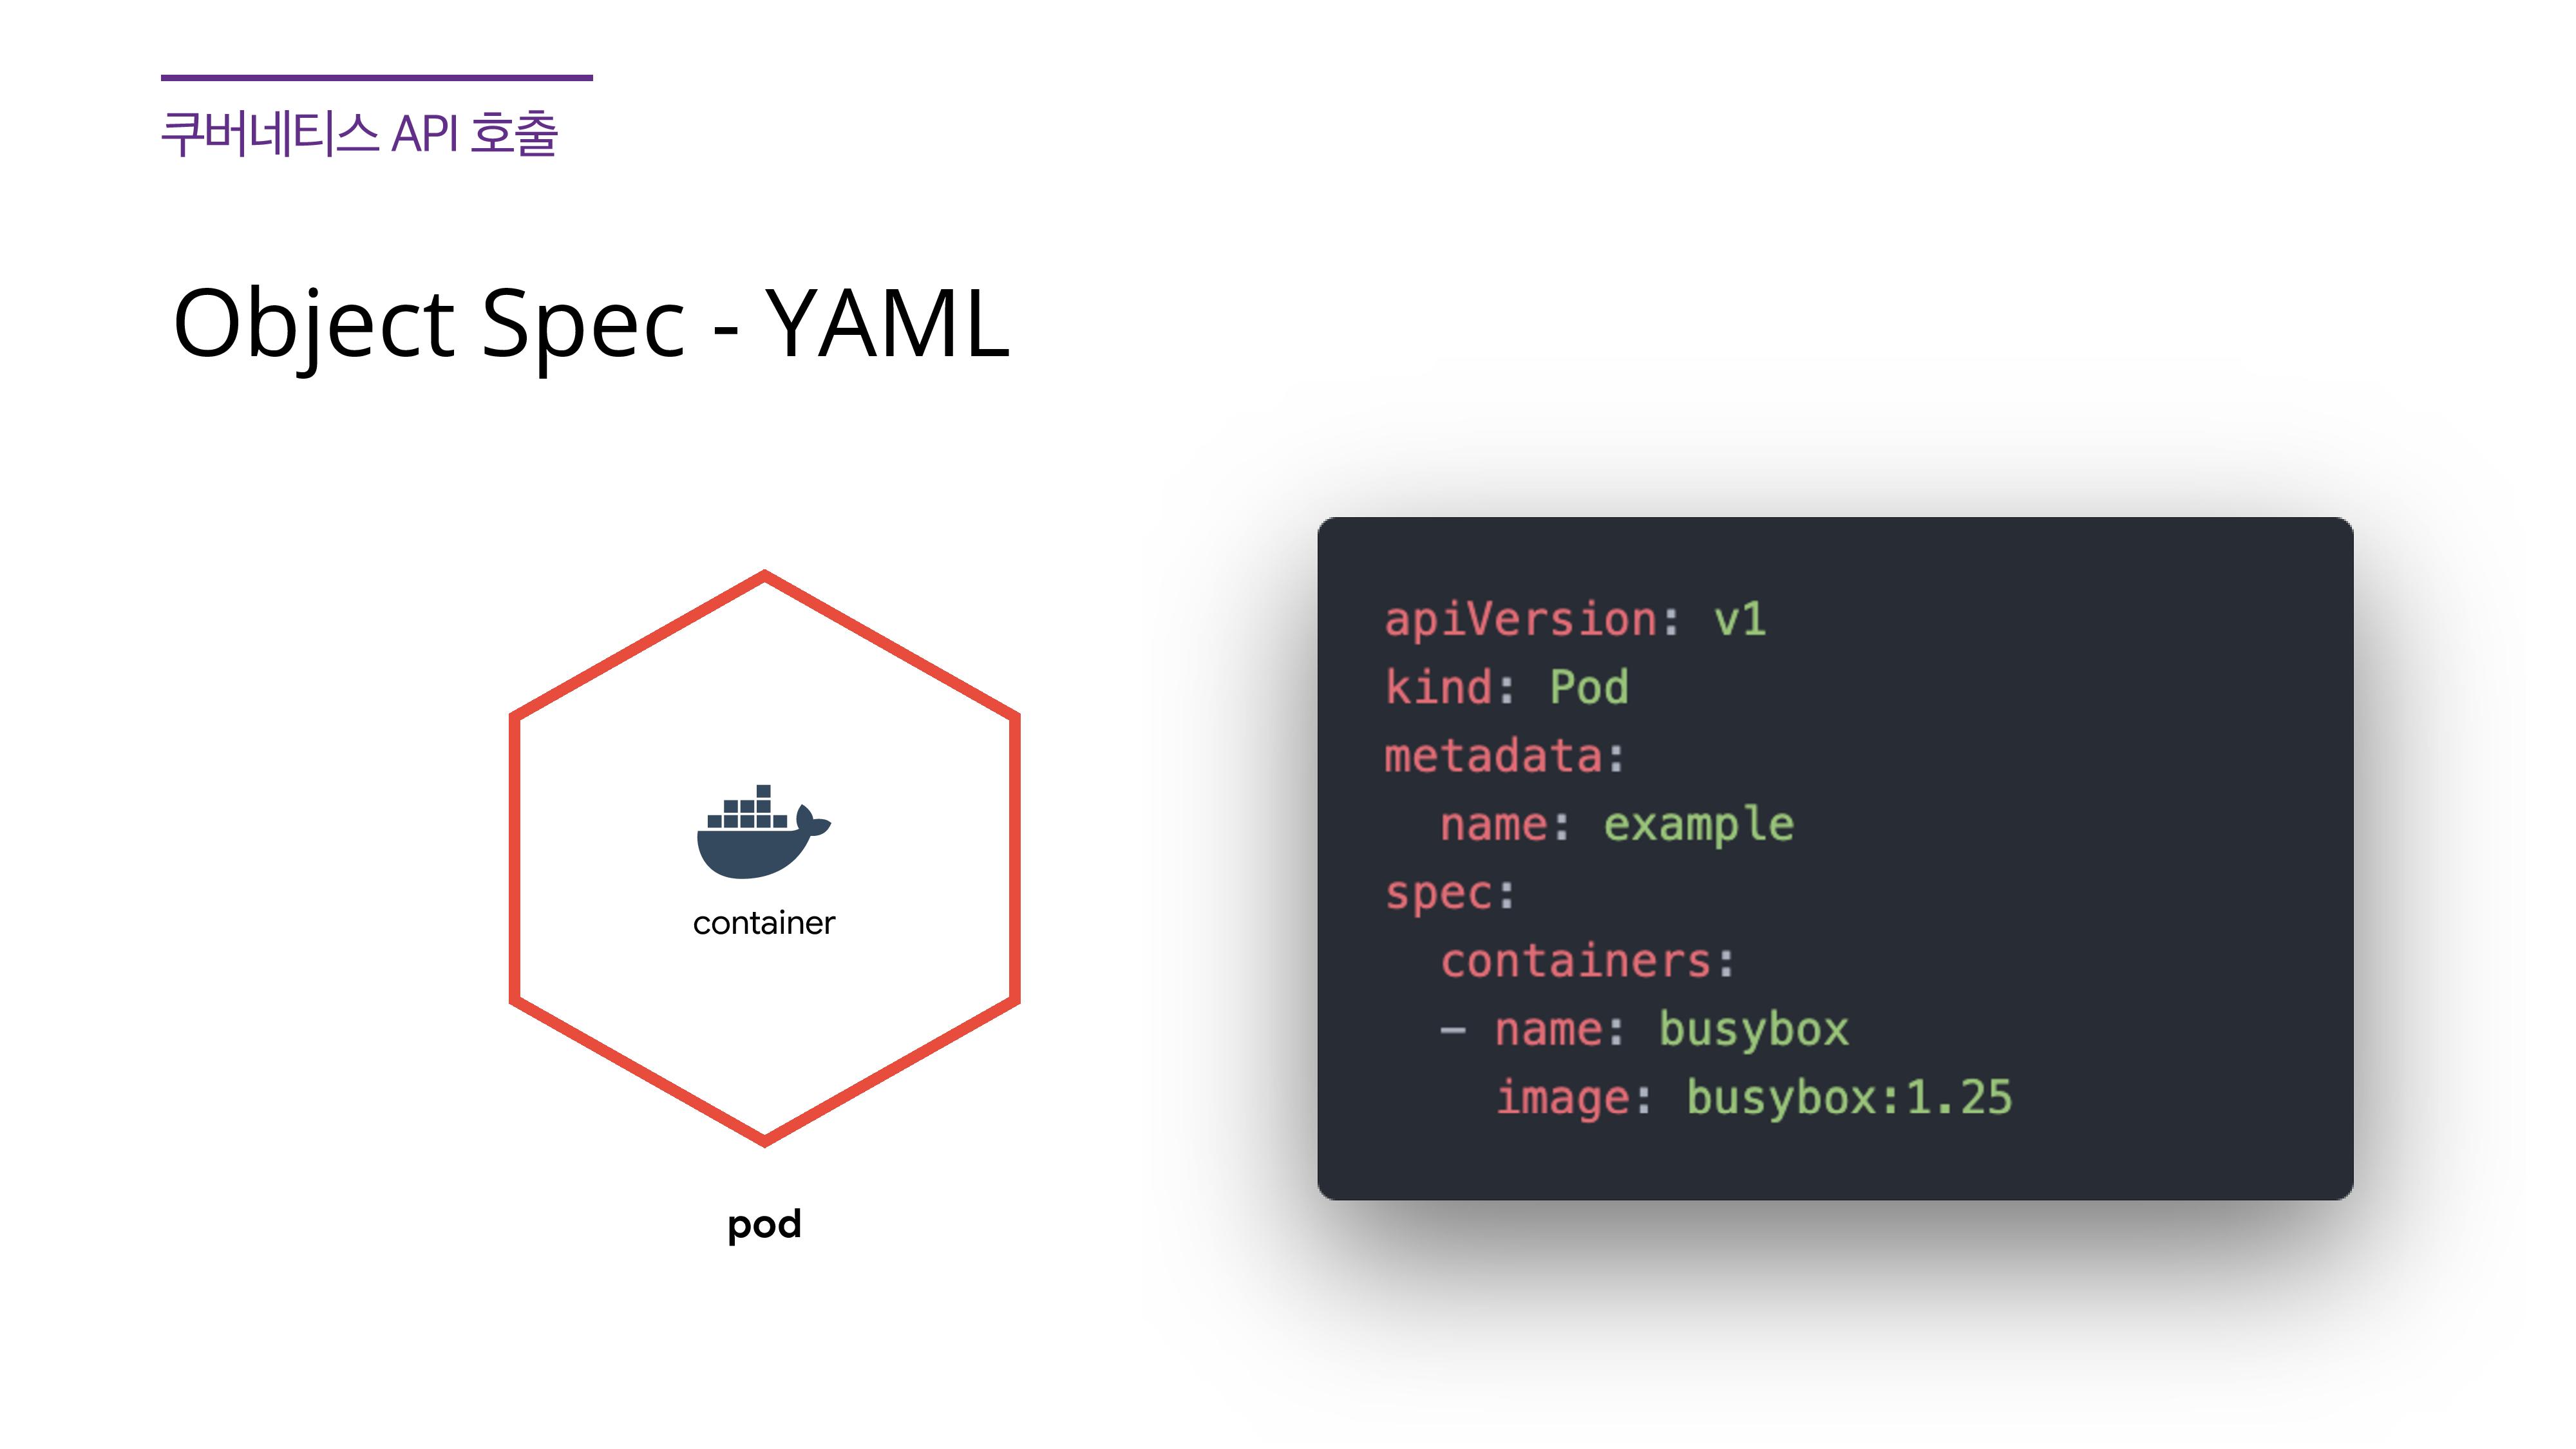 쿠버네티스 API 호출
Object Spec - YAML
container
pod
apiVersion: v1
kind: Pod
metadata:
  name: example
spec:
  containers:
  - name: busybox
    image: busybox:1.25